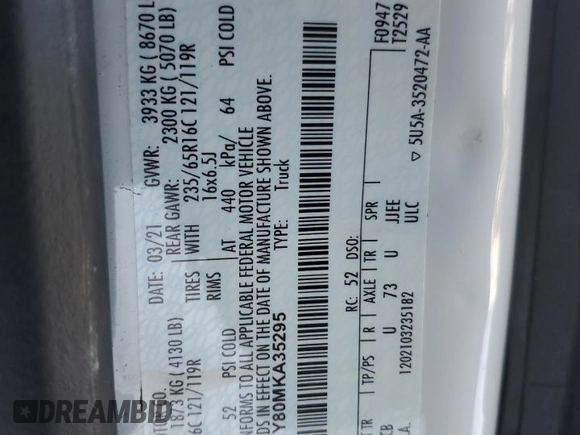 DATE: 03/21 GVWR: 3933 KG ( 8670 L
REAR GAWR: 2300 KG ( 5070 LB)
1873 KG ( 4130 LB) TIRES WITH 235/65R16C 121/119R
6C 121/119R RIMS 16x6.5J
52 PSI COLD AT 440 kPa/ 64 PSI COLD
NFORMS TO ALL APPLICABLE FEDERAL MOTOR VEHICLE
DS IN EFFECT ON THE DATE OF MANUFACTURE SHOWN ABOVE.
Y80MKA35295 TYPE: Truck
F0947
T2529
RC: 52 DSO:
T TR TP/PS R AXLE TR SPR
CB U 73 U JJEE
LA. 1202103235182 ULC
▽ 5U5A-3520472-AA
DREAMBID